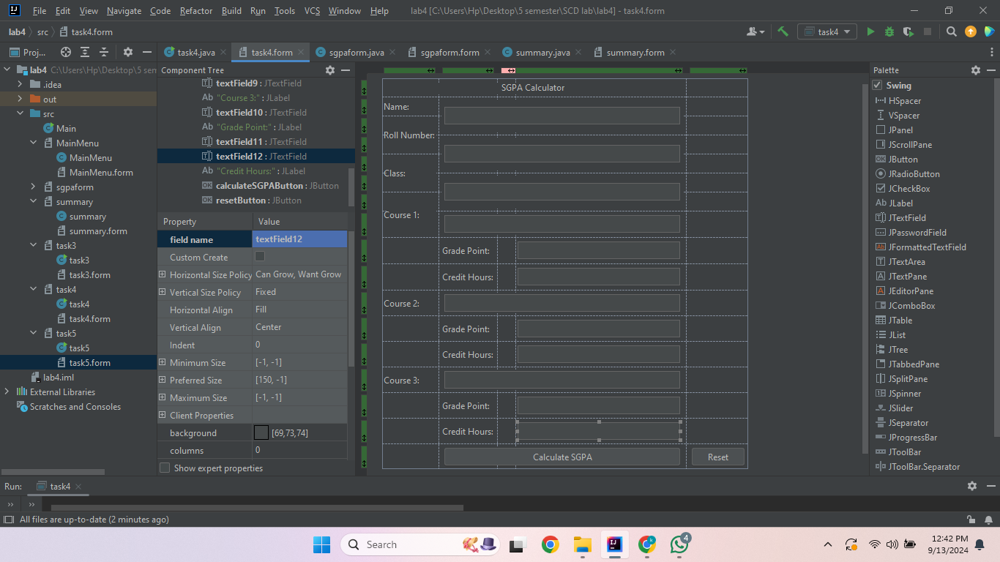 File Edit View Navigate Code Refactor Build Run Tools VCS Window Help lab4 [C:\Users\Hp\Desktop\5 semester\SCD lab\lab4] - task4.form
lab4 src task4.form task4
Proj... task4.java task4.form sgpaform.java sgpaform.form summary.java summary.form
lab4 C:\Users\Hp\Desktop\5 sem
.idea
out
src
Main
MainMenu
MainMenu
MainMenu.form
sgpaform
summary
summary
summary.form
task3
task3
task3.form
task4
task4
task4.form
task5
task5
task5.form
lab4.iml
External Libraries
Scratches and Consoles
Component Tree
textField9 : JTextField
Ab "Course 3:" : JLabel
textField10 : JTextField
Ab "Grade Point:" : JLabel
textField11 : JTextField
textField12 : JTextField
Ab "Credit Hours:" : JLabel
OK calculateSGPAButton : JButton
OK resetButton : JButton
Property Value
field name textField12
Custom Create
Horizontal Size Policy Can Grow, Want Grow
Vertical Size Policy Fixed
Horizontal Align Fill
Vertical Align Center
Indent 0
Minimum Size [-1, -1]
Preferred Size [150, -1]
Maximum Size [-1, -1]
Client Properties
background [69,73,74]
columns 0
Show expert properties
SGPA Calculator
Name:
Roll Number:
Class:
Course 1:
Grade Point:
Credit Hours:
Course 2:
Grade Point:
Credit Hours:
Course 3:
Grade Point:
Credit Hours:
Calculate SGPA Reset
Palette
Swing
HSpacer
VSpacer
JPanel
JScrollPane
OK JButton
JRadioButton
JCheckBox
Ab JLabel
JTextField
JPasswordField
Ab JFormattedTextField
JTextArea
A JTextPane
A JEditorPane
JComboBox
JTable
JList
JTree
JTabbedPane
JSplitPane
JSpinner
JSlider
JSeparator
JProgressBar
JToolBar
JToolBar.Separator
Run: task4
All files are up-to-date (2 minutes ago)
Search
4
12:42 PM
9/13/2024